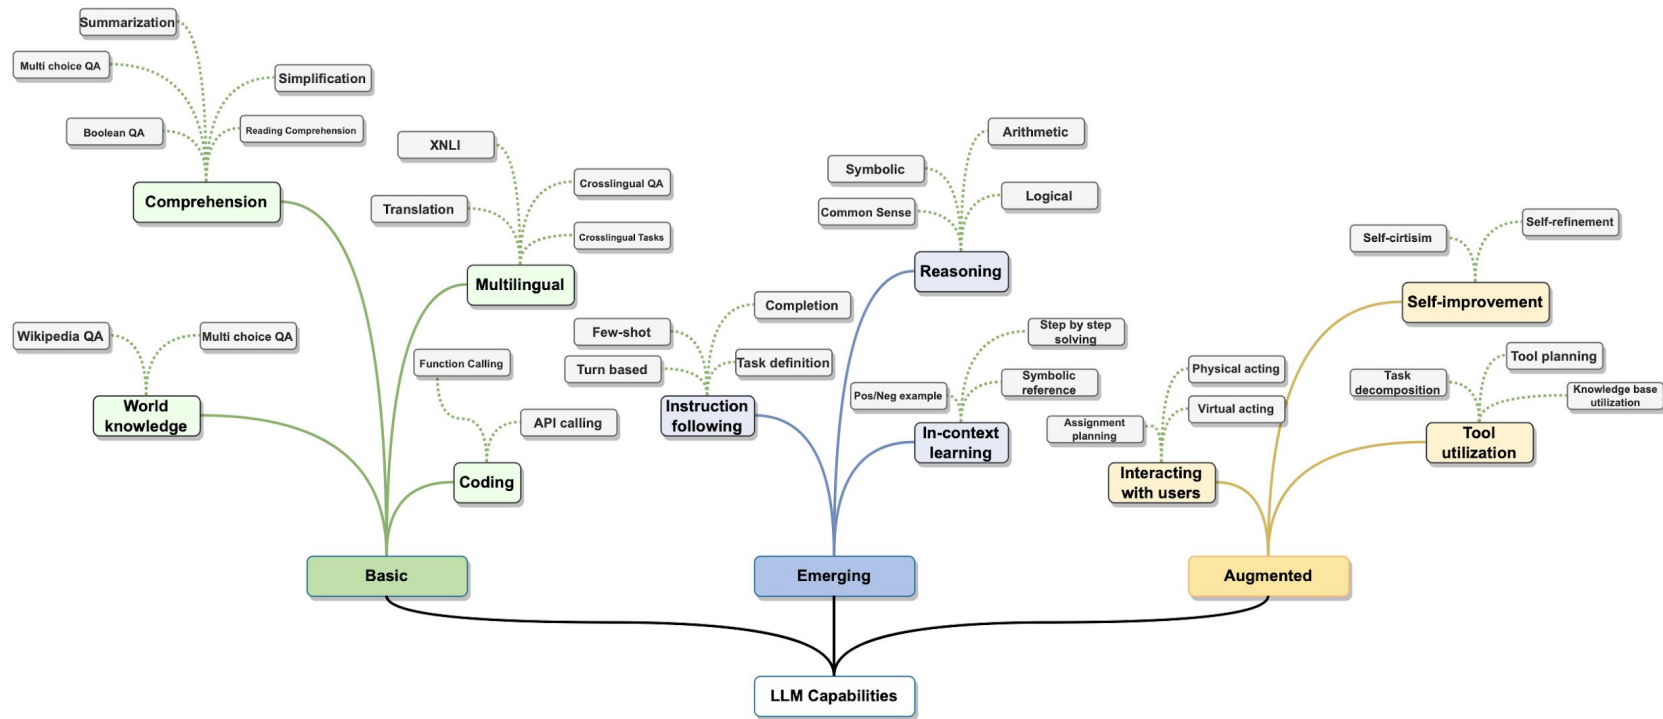 Summarization
Multi choice QA
Simplification
Boolean QA
Reading Comprehension
Comprehension
XNLI
Crosslingual QA
Translation
Crosslingual Tasks
Multilingual
Wikipedia QA
Multi choice QA
World
knowledge
Function Calling
API calling
Coding
Basic
Arithmetic
Symbolic
Logical
Common Sense
Reasoning
Completion
Few-shot
Task definition
Turn based
Instruction
following
Step by step
solving
Symbolic
reference
Pos/Neg example
In-context
learning
Emerging
Self-refinement
Self-cirtisim
Self-improvement
Physical acting
Virtual acting
Assignment
planning
Interacting
with users
Tool planning
Task
decomposition
Knowledge base
utilization
Tool
utilization
Augmented
LLM Capabilities